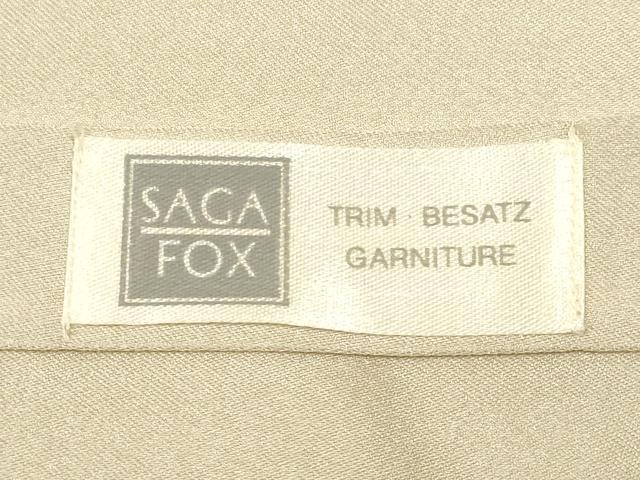 SAGA
FOX
TRIM · BESATZ
GARNITURE